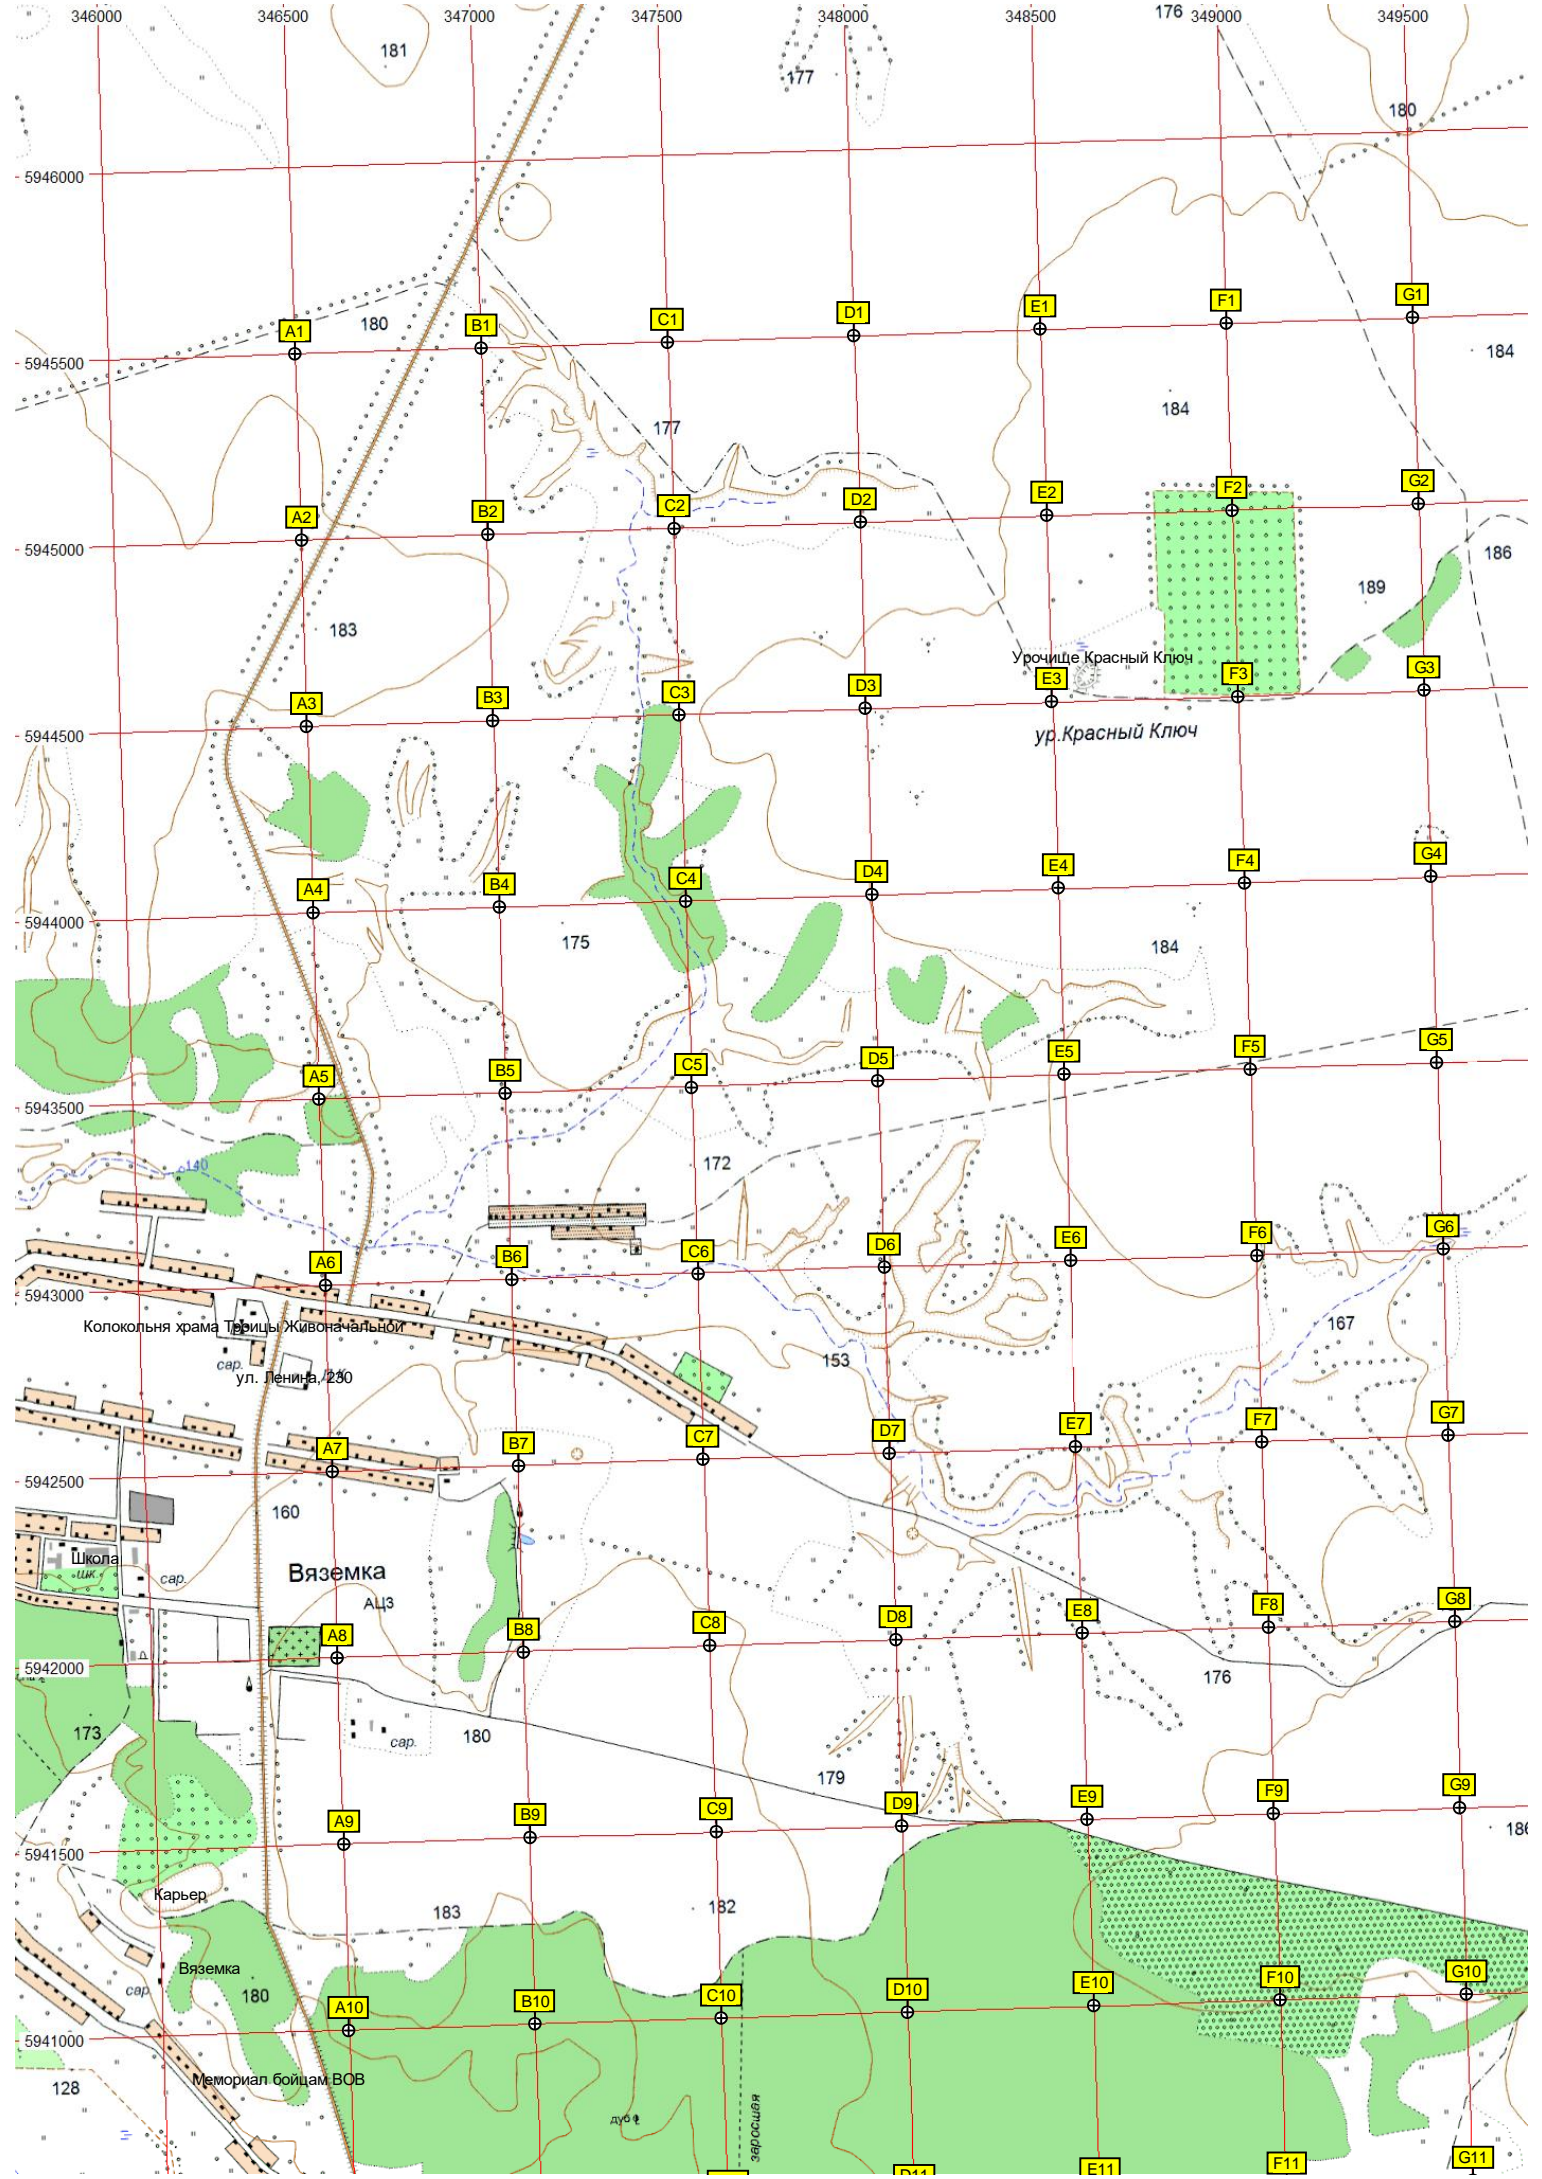 346000 346500 347000 347500 348000 348500 176 349000 349500
181
177
180
5946000
A1 180 B1 C1 D1 E1 F1 G1
5945500
184
184
177
A2 B2 C2 D2 E2 F2 G2
5945000
186
189
183
Урочище Красный Ключ
A3 B3 C3 D3 E3 F3 G3
5944500
ур.Красный Ключ
A4 B4 C4 D4 E4 F4 G4
5944000
175
184
A5 B5 C5 D5 E5 F5 G5
5943500
140
172
A6 B6 C6 D6 E6 F6 G6
5943000
Колокольня храма Троицы Живоначальной
167
сар.
153
ул. Ленина, 230
A7 B7 C7 D7 E7 F7 G7
5942500
160
Школа
шк.
сар.
Вяземка
АЦЗ
A8 B8 C8 D8 E8 F8 G8
5942000
176
173
180
сар.
179
A9 B9 C9 D9 E9 F9 G9
186
5941500
Карьер
183
182
Вяземка
сар.
180
A10 B10 C10 D10 E10 F10 G10
5941000
Мемориал бойцам ВОВ
128
дуб
заросшая
D11 E11 F11 G11